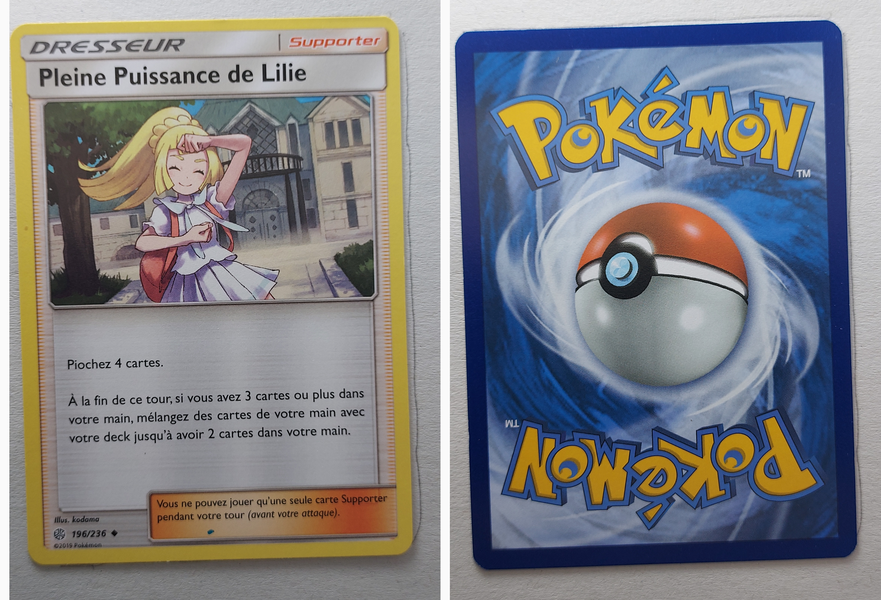 DRESSEUR
Supporter
Pleine Puissance de Lilie
Piochez 4 cartes.
À la fin de ce tour, si vous avez 3 cartes ou plus dans
votre main, mélangez des cartes de votre main avec
votre deck jusqu'à avoir 2 cartes dans votre main.
Vous ne pouvez jouer qu'une seule carte Supporter
pendant votre tour (avant votre attaque).
Illus. kodama
196/236
©2019 Pokémon
POKéMON
TM
POKéMON
TM